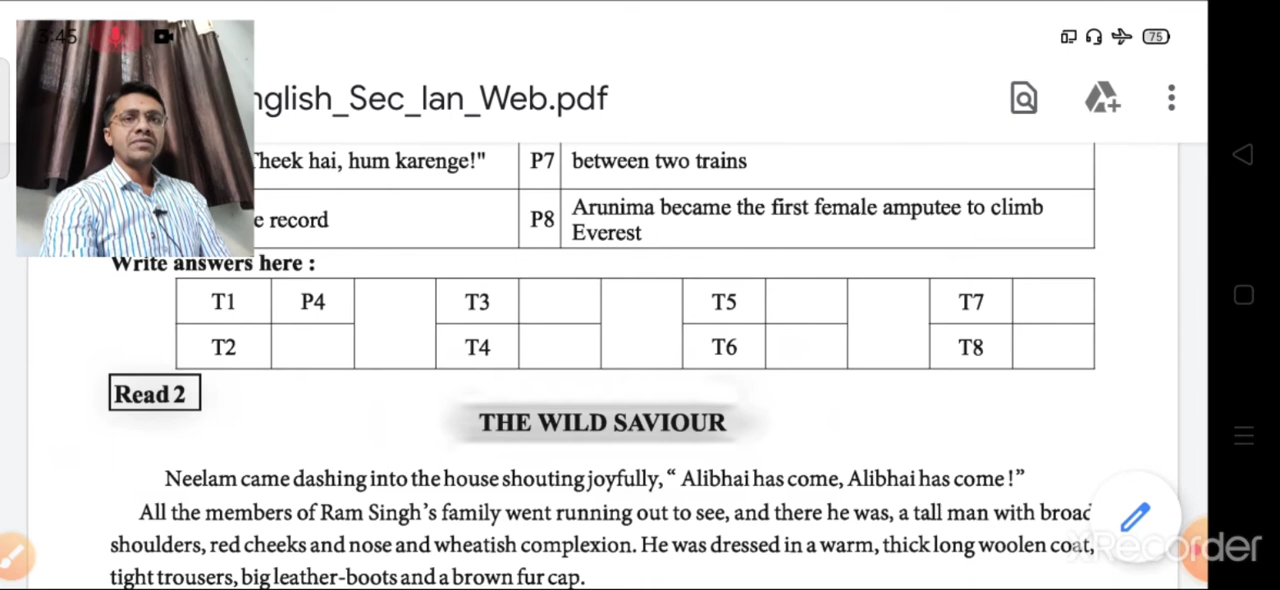 3:45
75
nglish_Sec_lan_Web.pdf
Theek hai, hum karenge!" P7 between two trains
e record P8 Arunima became the first female amputee to climb
Everest
Write answers here :
T1 P4 T3 T5 T7
T2 T4 T6 T8
Read 2
THE WILD SAVIOUR
Neelam came dashing into the house shouting joyfully, “ Alibhai has come, Alibhai has come !”
All the members of Ram Singh’s family went running out to see, and there he was, a tall man with broad
shoulders, red cheeks and nose and wheatish complexion. He was dressed in a warm, thick long woolen coat,
tight trousers, big leather-boots and a brown fur cap.
XRecorder